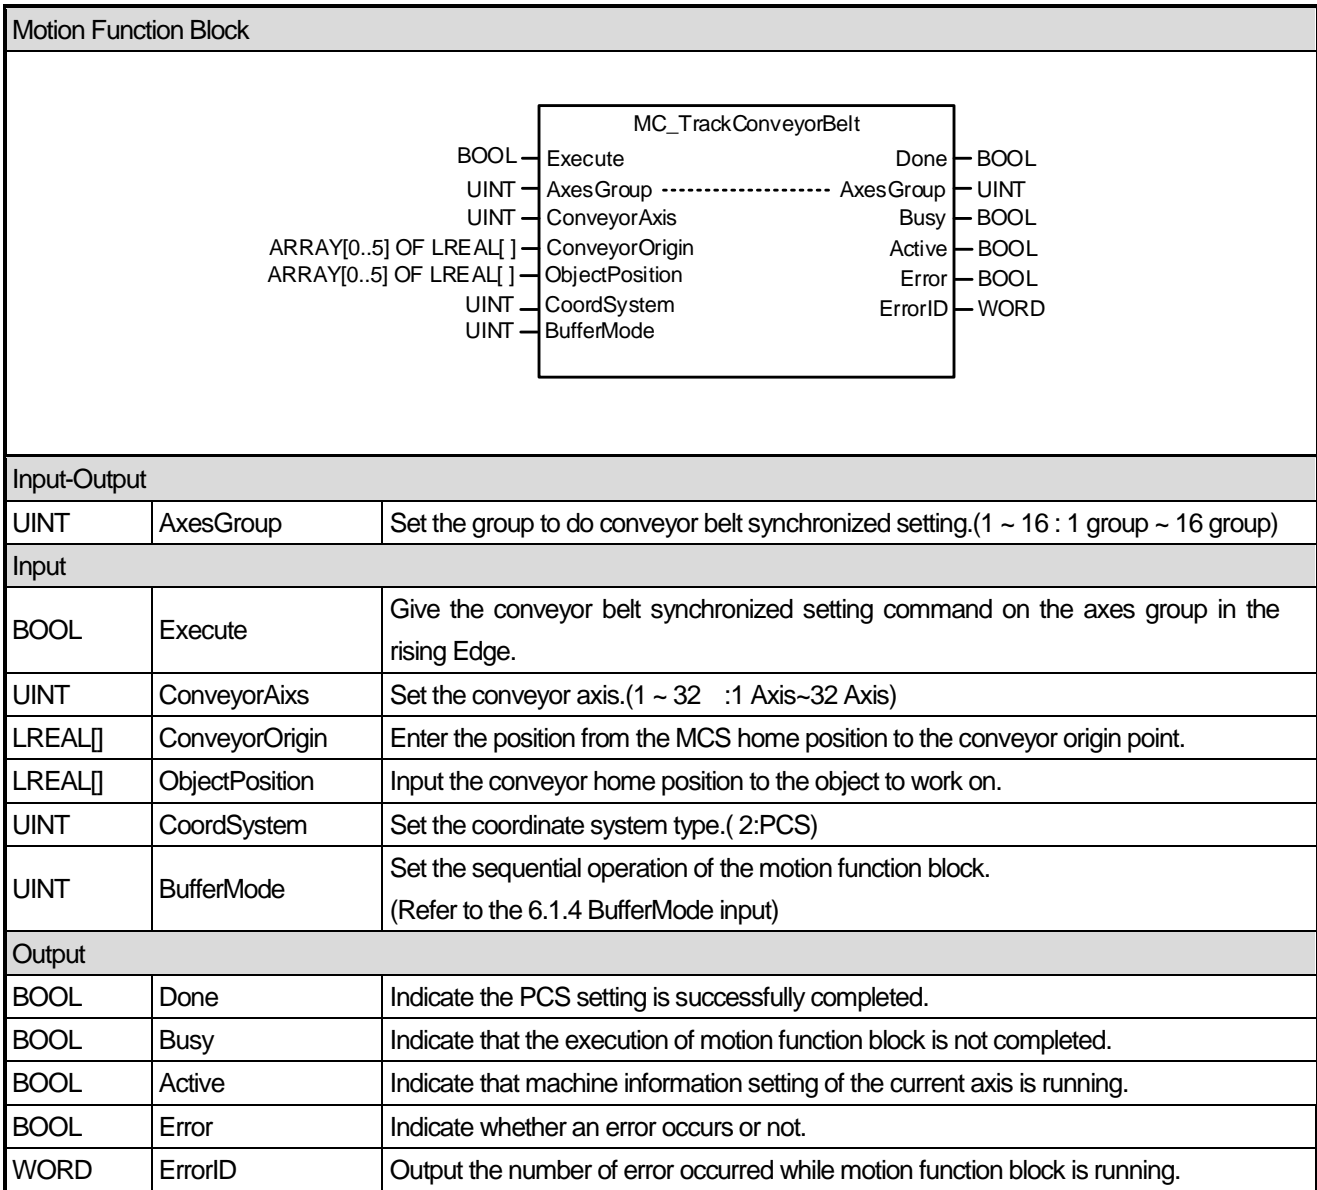 Motion Function Block
MC_TrackConveyorBelt
BOOL Execute Done BOOL
UINT AxesGroup AxesGroup UINT
UINT ConveyorAxis Busy BOOL
ARRAY[0..5] OF LREAL[ ] ConveyorOrigin Active BOOL
ARRAY[0..5] OF LREAL[ ] ObjectPosition Error BOOL
UINT CoordSystem ErrorID WORD
UINT BufferMode
Input-Output
UINT AxesGroup Set the group to do conveyor belt synchronized setting.(1 ~ 16 : 1 group ~ 16 group)
Input
BOOL Execute Give the conveyor belt synchronized setting command on the axes group in the
rising Edge.
UINT ConveyorAixs Set the conveyor axis.(1 ~ 32 :1 Axis~32 Axis)
LREAL[] ConveyorOrigin Enter the position from the MCS home position to the conveyor origin point.
LREAL[] ObjectPosition Input the conveyor home position to the object to work on.
UINT CoordSystem Set the coordinate system type.( 2:PCS)
UINT BufferMode Set the sequential operation of the motion function block.
(Refer to the 6.1.4 BufferMode input)
Output
BOOL Done Indicate the PCS setting is successfully completed.
BOOL Busy Indicate that the execution of motion function block is not completed.
BOOL Active Indicate that machine information setting of the current axis is running.
BOOL Error Indicate whether an error occurs or not.
WORD ErrorID Output the number of error occurred while motion function block is running.